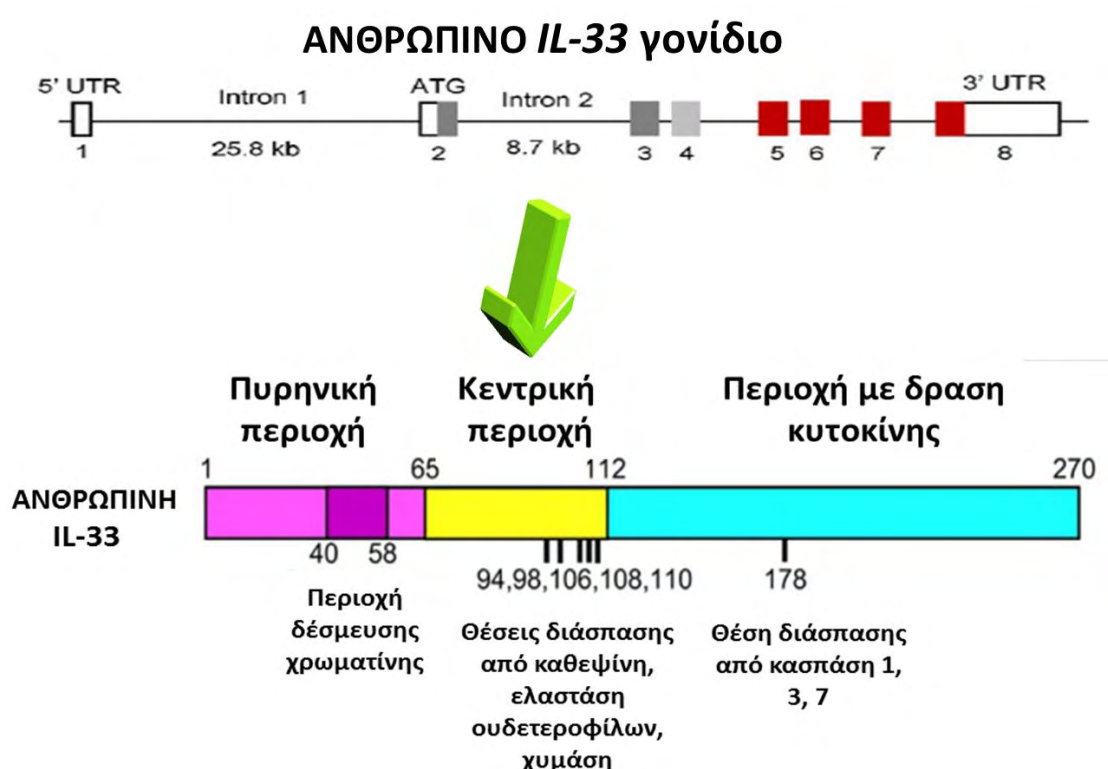 ΑΝΘΡΩΠΙΝΟ IL-33 γονίδιο
5' UTR
Intron 1
ATG
Intron 2
3' UTR
1
25.8 kb
2
8.7 kb
3
4
5
6
7
8
Πυρηνική
περιοχή
Κεντρική
περιοχή
Περιοχή με δραση
κυτοκίνης
1
65
112
270
ΑΝΘΡΩΠΙΝΗ
IL-33
40
58
94,98,106,108,110
178
Περιοχή
δέσμευσης
χρωματίνης
Θέσεις διάσπασης
από καθεψίνη,
ελαστάση
ουδετεροφίλων,
χυμάση
Θέση διάσπασης
από κασπάση 1,
3, 7